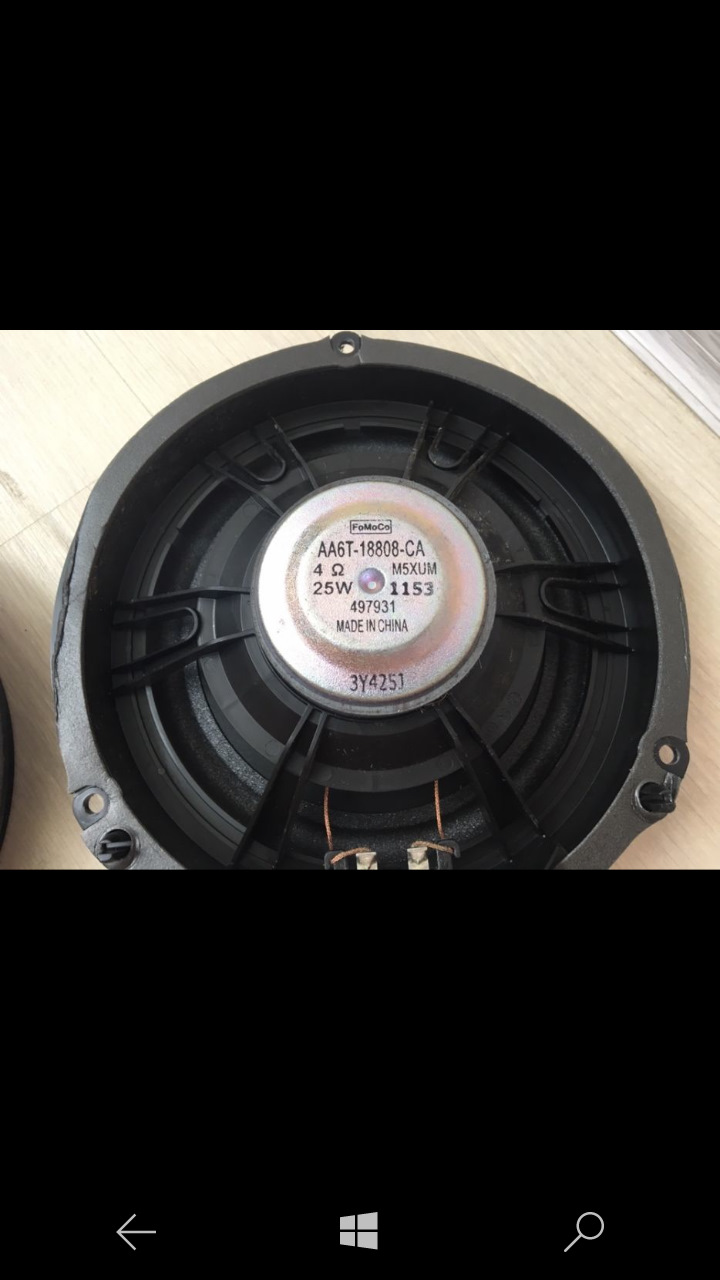 FoMoCo
AA6T-18808-CA
4 Ω M5XUM
25W 1153
497931
MADE IN CHINA
3Y4251